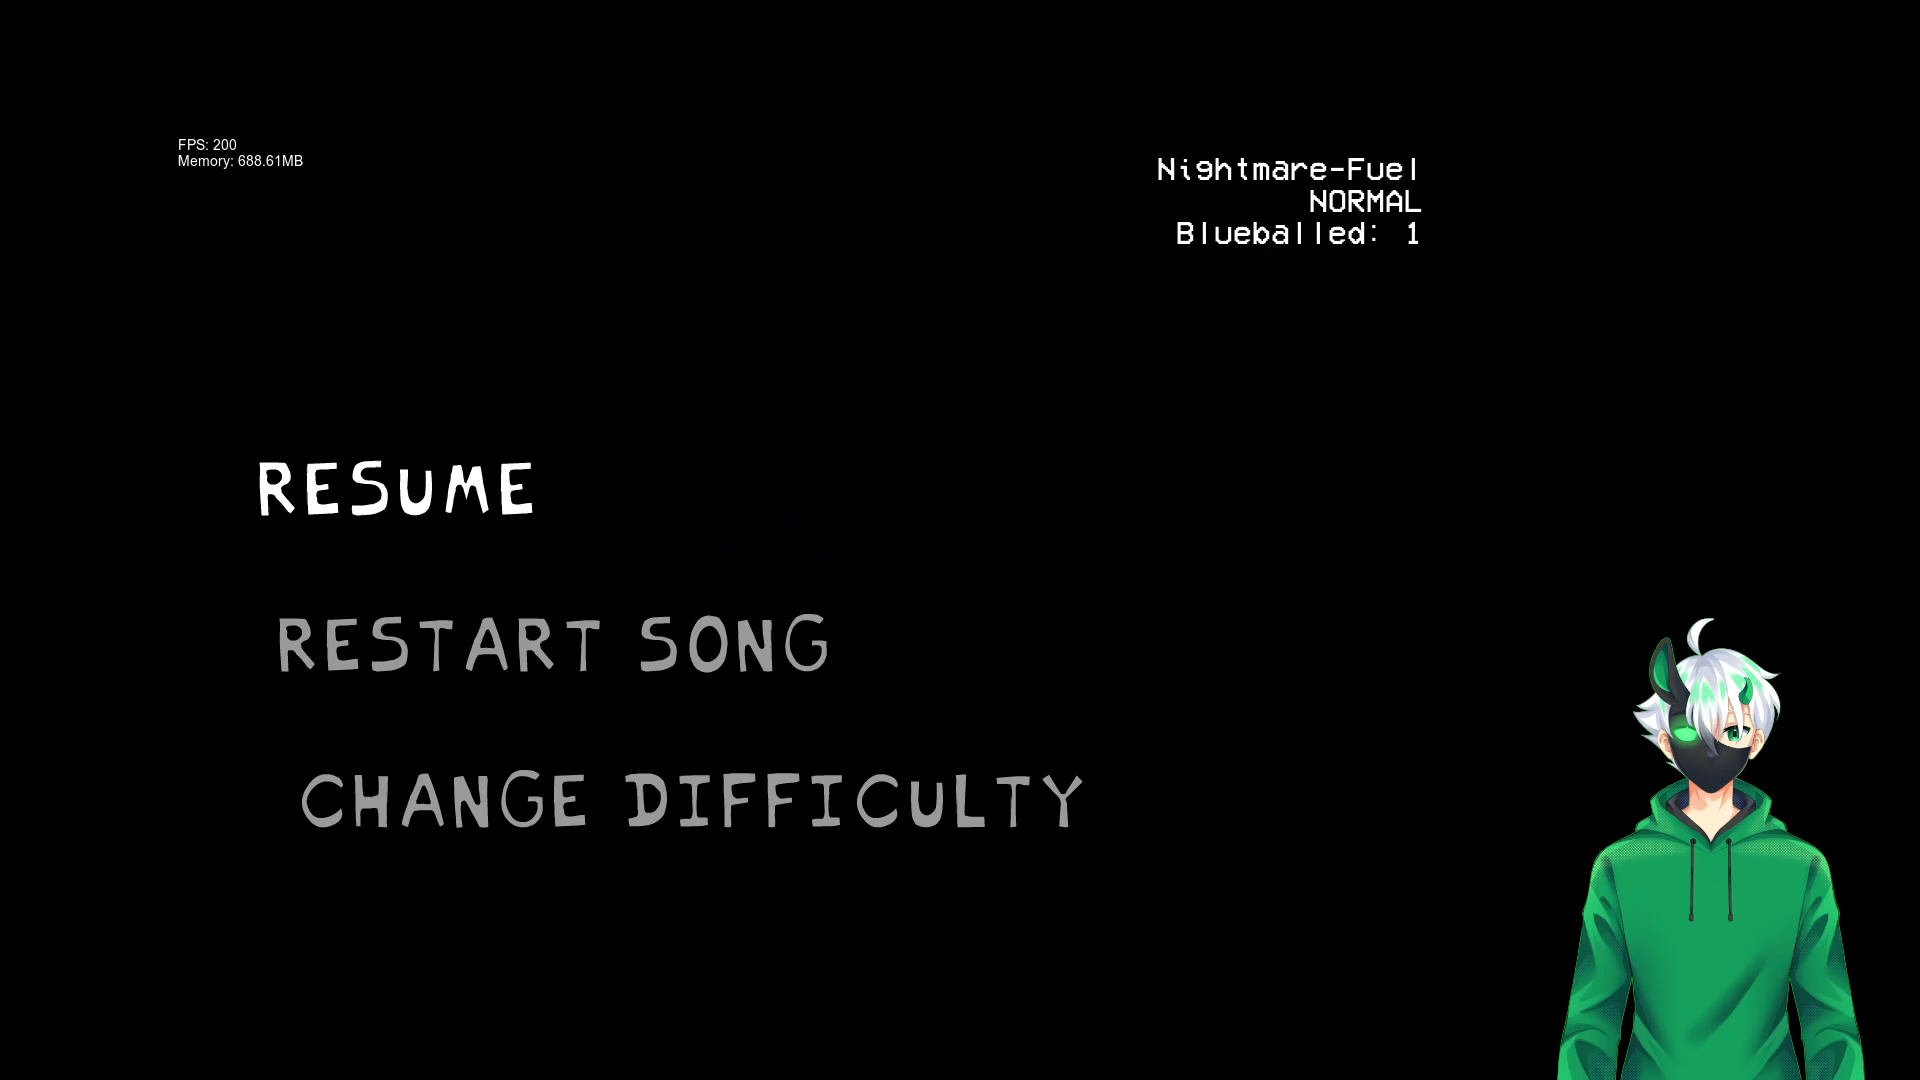 FPS: 200
Memory: 688.61MB
Nightmare-Fuel
NORMAL
Blueballed: 1
RESUME
RESTART SONG
CHANGE DIFFICULTY